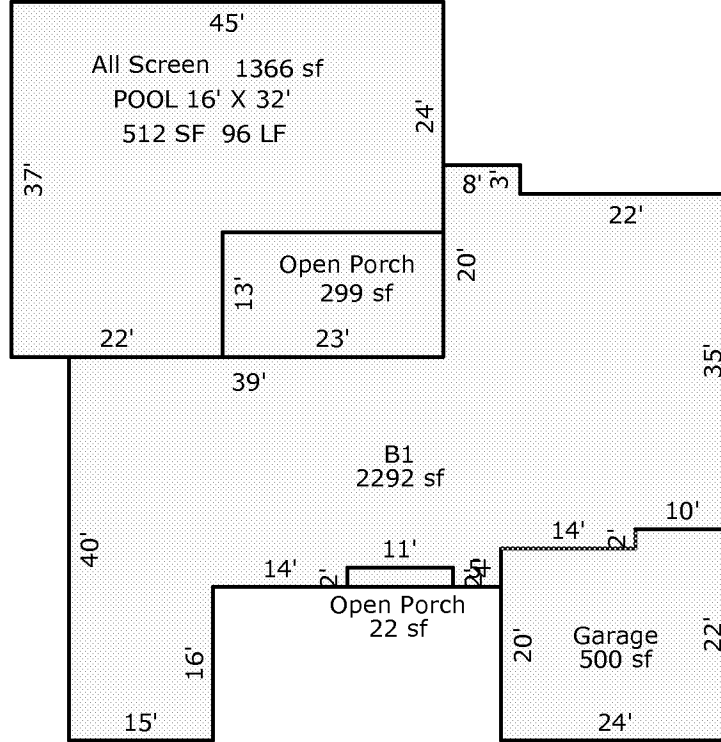 45'
All Screen 1366 sf
POOL 16' X 32'
512 SF 96 LF
24'
37'
8' 3'
22'
20'
Open Porch
299 sf
13'
22' 23'
39'
35'
B1
2292 sf
10'
14' 2'
11'
40'
14' 2' 2'
Open Porch
22 sf
16'
20'
Garage
500 sf
22'
15' 24'